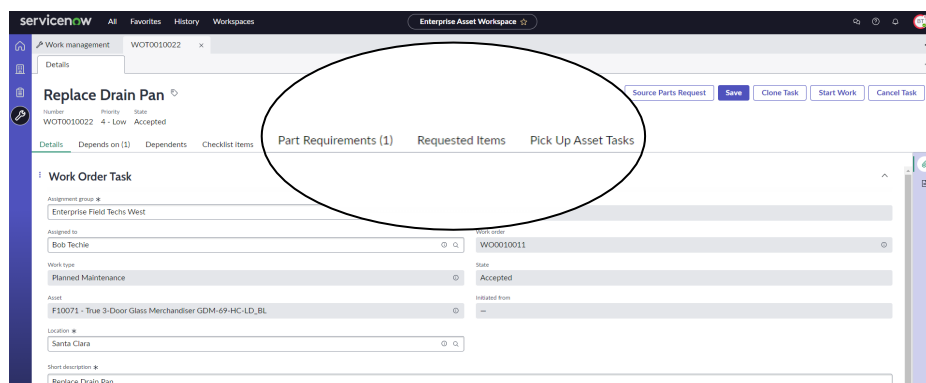 servicenow All Favorites History Workspaces Enterprise Asset Workspace
Work management WOT0010022 ×
Details
Replace Drain Pan
Source Parts Request Save Clone Task Start Work Cancel Task
Number Priority State
WOT0010022 4 - Low Accepted
Details Depends on (1) Dependents Checklist items Part Requirements (1) Requested Items Pick Up Asset Tasks
Work Order Task
Assignment group *
Enterprise Field Techs West
Assigned to Work order
Bob Techie WO0010011
Work type State
Planned Maintenance Accepted
Asset Initiated from
F10071 - True 3-Door Glass Merchandiser GDM-69-HC-LD_BL --
Location *
Santa Clara
Short description *
Replace Drain Pan